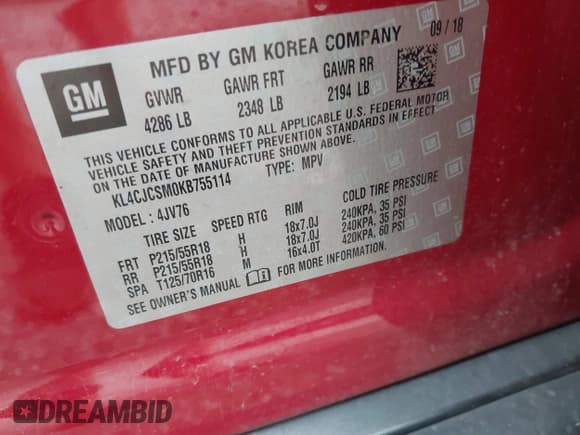 GM
MFD BY GM KOREA COMPANY 09 / 18
GVWR GAWR FRT GAWR RR
4286 LB 2348 LB 2194 LB
THIS VEHICLE CONFORMS TO ALL APPLICABLE U.S. FEDERAL MOTOR
VEHICLE SAFETY AND THEFT PREVENTION STANDARDS IN EFFECT
ON THE DATE OF MANUFACTURE SHOWN ABOVE.
KL4CJCSM0KB755114 TYPE: MPV
MODEL : 4JV76
TIRE SIZE SPEED RTG RIM COLD TIRE PRESSURE
FRT P215/55R18 H 18x7.0J 240KPA, 35 PSI
RR P215/55R18 H 18x7.0J 240KPA, 35 PSI
SPA T125/70R16 M 16x4.0T 420KPA, 60 PSI
SEE OWNER'S MANUAL FOR MORE INFORMATION.
DREAMBID